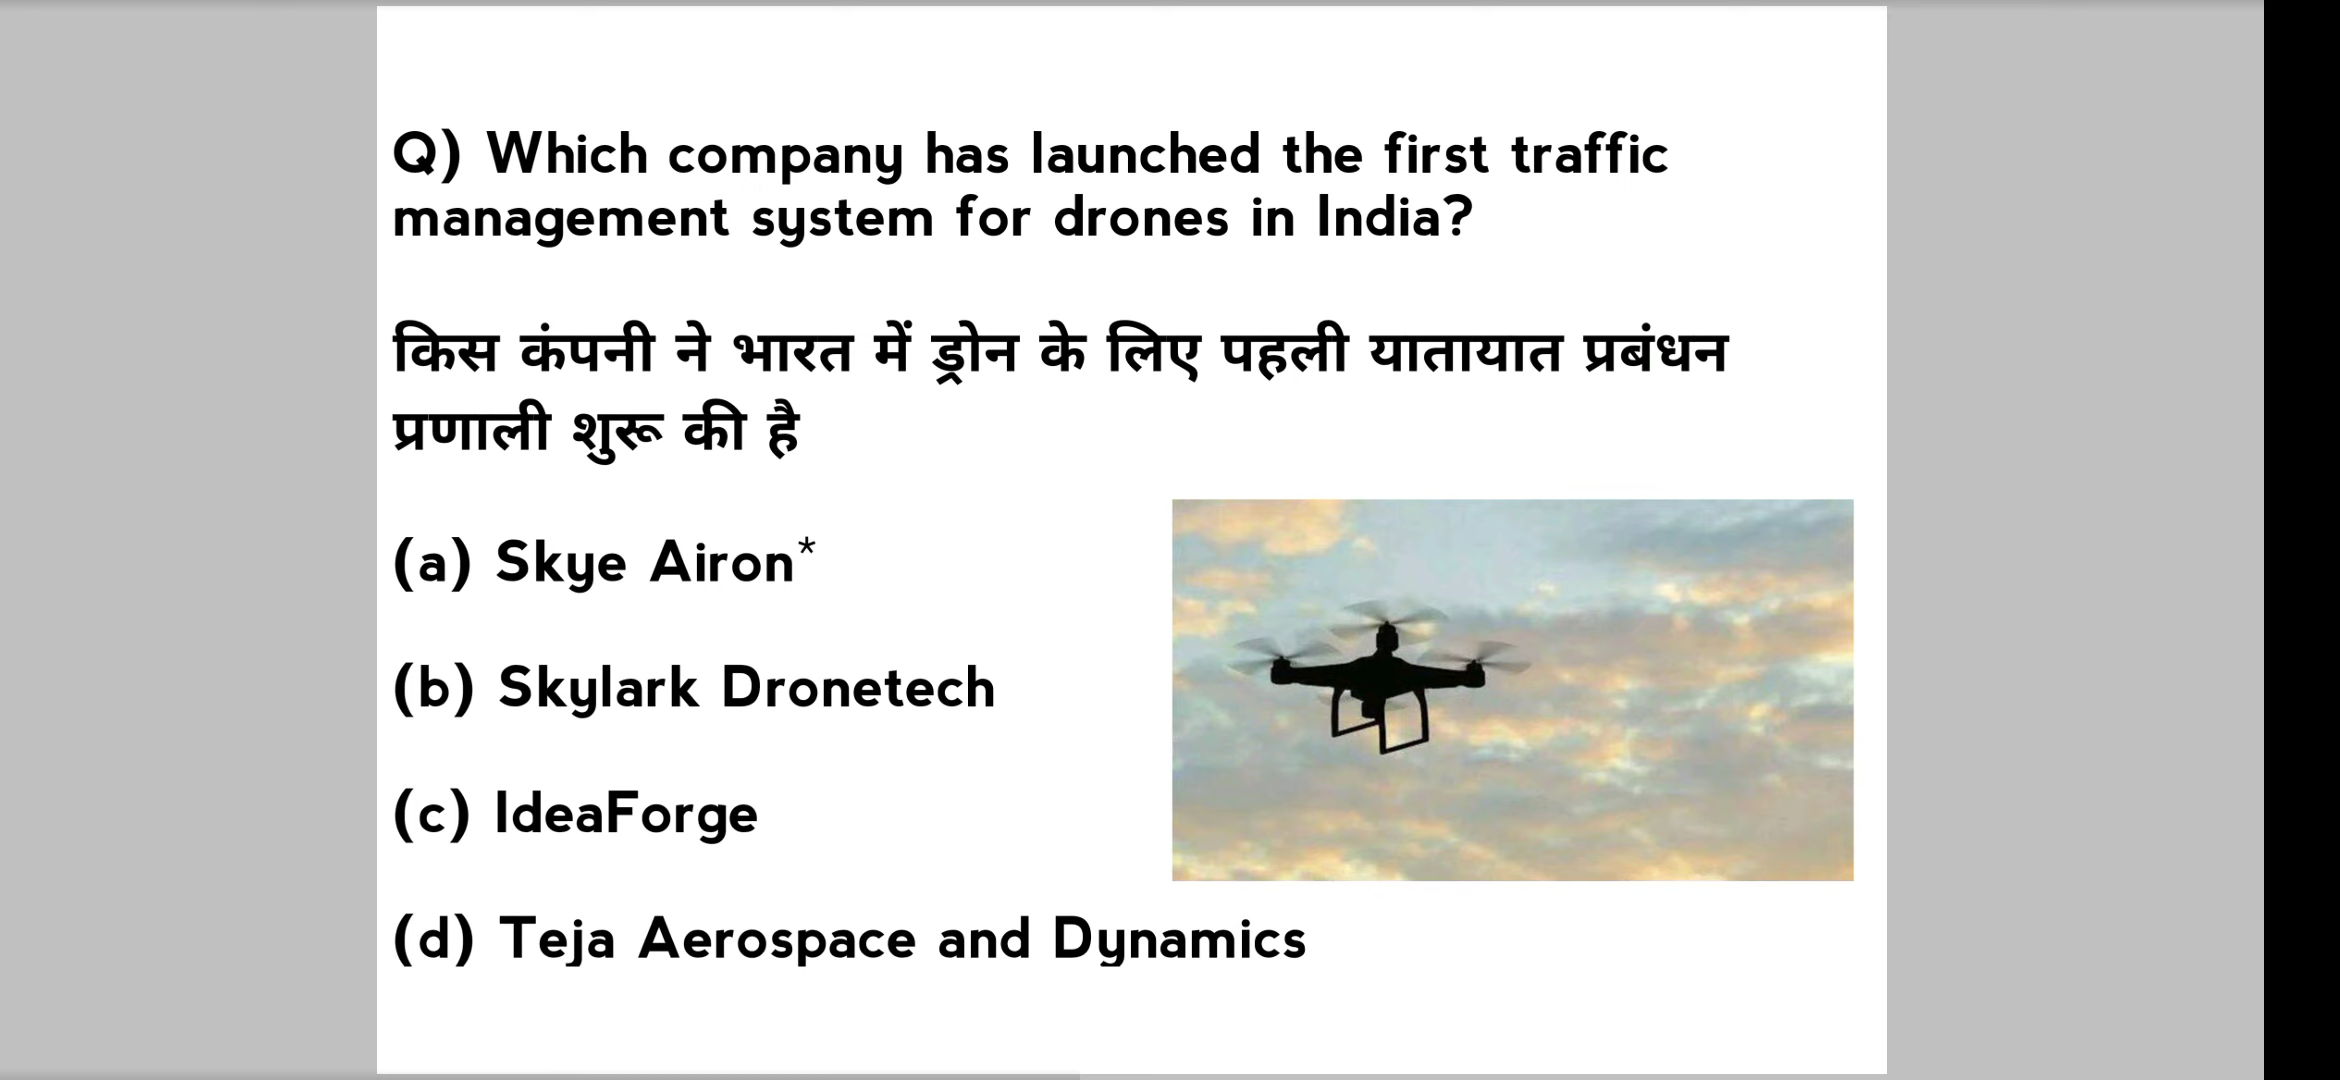 Q) Which company has launched the first traffic
management system for drones in India?
किस कंपनी ने भारत में ड्रोन के लिए पहली यातायात प्रबंधन
प्रणाली शुरू की है
(a) Skye Airon*
(b) Skylark Dronetech
(c) IdeaForge
(d) Teja Aerospace and Dynamics